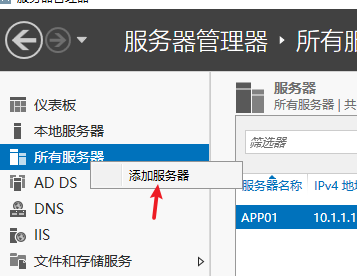 服务器管理器
服务器管理器 ‣ 所有服
仪表板
本地服务器
所有服务器
AD DS
DNS
IIS
文件和存储服务
添加服务器
服务器
所有服务器 | 共
筛选器
服务器名称 IPv4 地
APP01 10.1.1.1